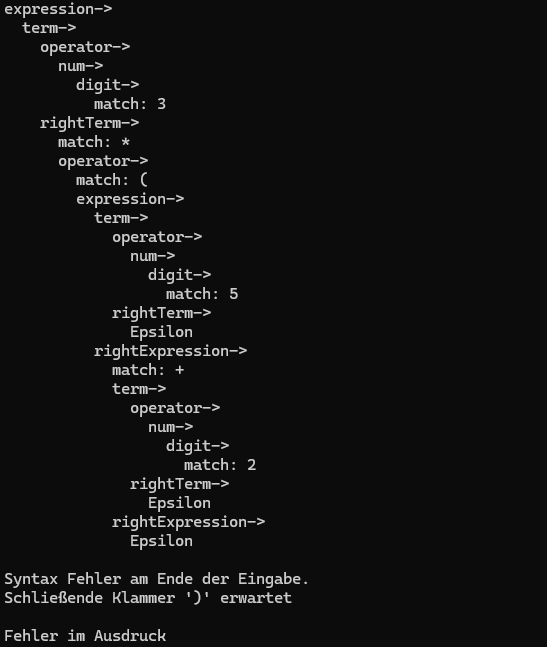 expression->
term->
operator->
num->
digit->
match: 3
rightTerm->
match: *
operator->
match: (
expression->
term->
operator->
num->
digit->
match: 5
rightTerm->
Epsilon
rightExpression->
match: +
term->
operator->
num->
digit->
match: 2
rightTerm->
Epsilon
rightExpression->
Epsilon
Syntax Fehler am Ende der Eingabe.
Schließende Klammer ')' erwartet
Fehler im Ausdruck